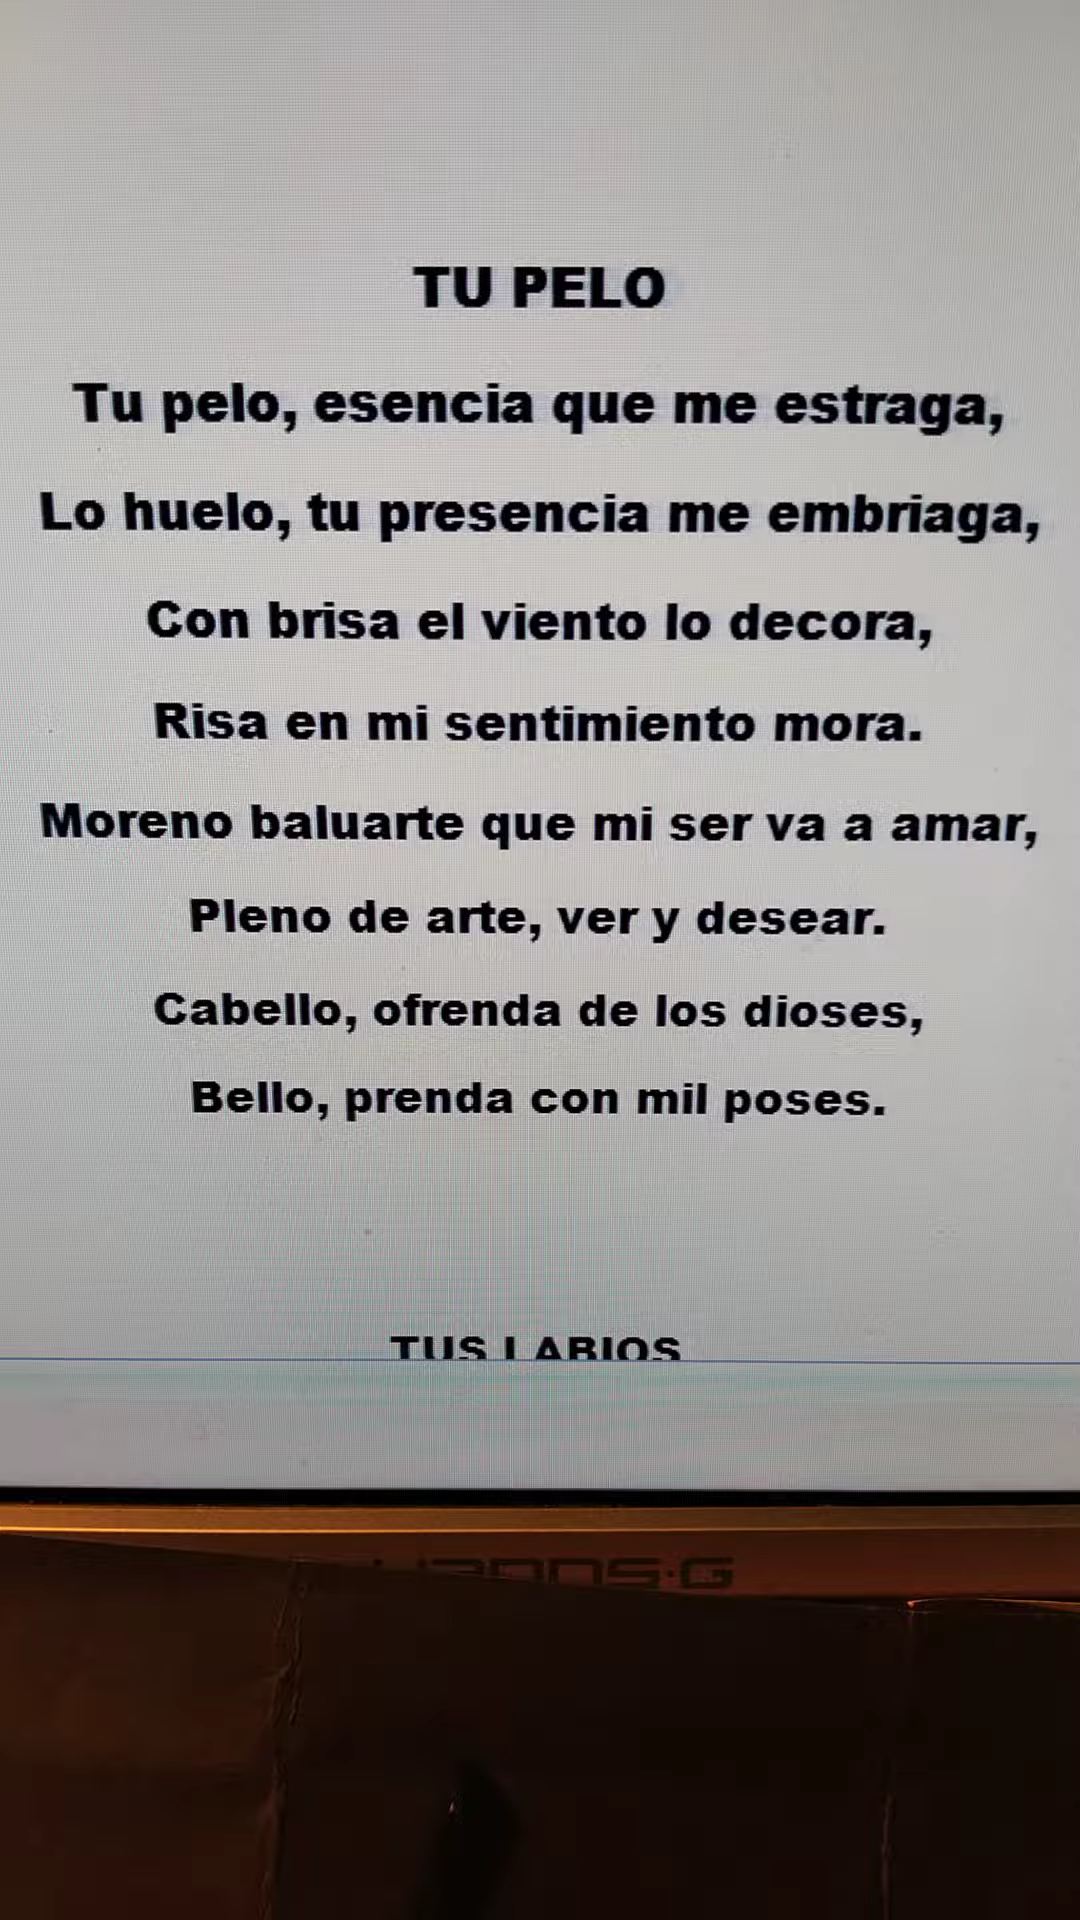 TU PELO
Tu pelo, esencia que me estraga,
Lo huelo, tu presencia me embriaga,
Con brisa el viento lo decora,
Risa en mi sentimiento mora.
Moreno baluarte que mi ser va a amar,
Pleno de arte, ver y desear.
Cabello, ofrenda de los dioses,
Bello, prenda con mil poses.
TUS LABIOS